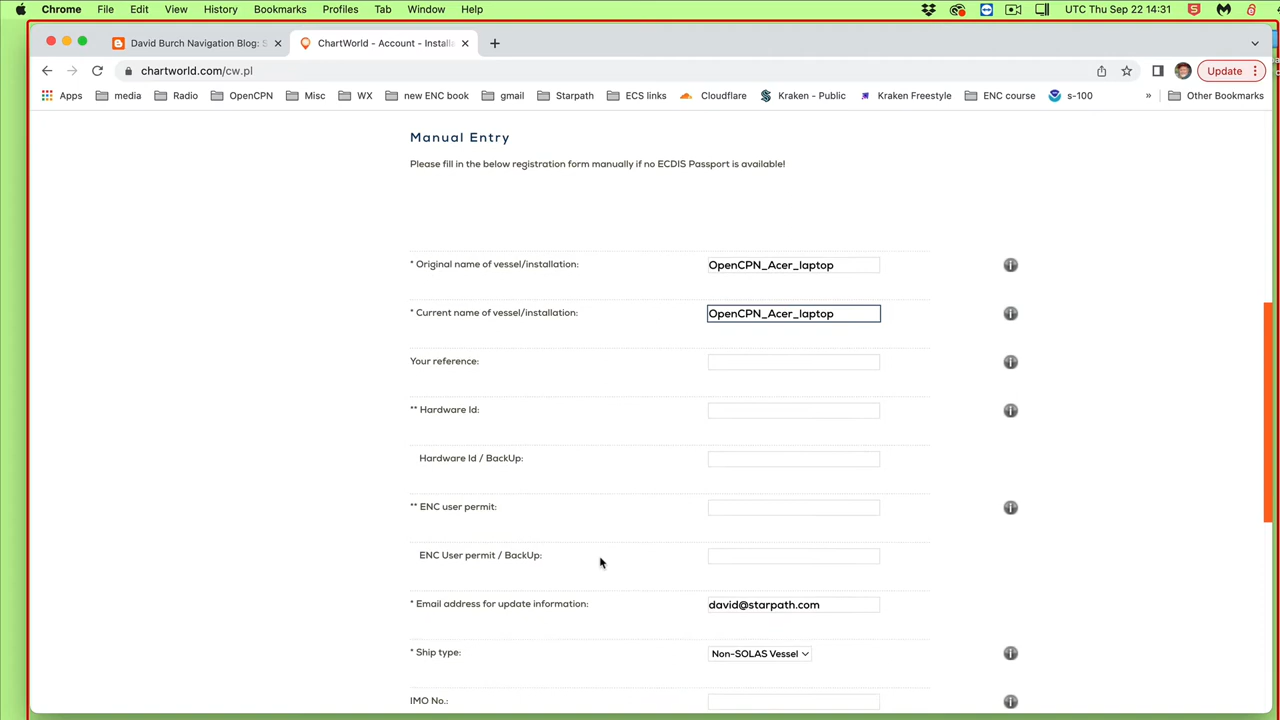 Chrome File Edit View History Bookmarks Profiles Tab Window Help UTC Thu Sep 22 14:31
David Burch Navigation Blog: S ChartWorld - Account - Installa
chartworld.com/cw.pl Update
Apps media Radio OpenCPN Misc WX new ENC book gmail Starpath ECS links Cloudflare Kraken - Public Kraken Freestyle ENC course s-100 » Other Bookmarks
Manual Entry
Please fill in the below registration form manually if no ECDIS Passport is available!
* Original name of vessel/installation: OpenCPN_Acer_laptop
* Current name of vessel/installation: OpenCPN_Acer_laptop
Your reference:
** Hardware Id:
Hardware Id / BackUp:
** ENC user permit:
ENC User permit / BackUp:
* Email address for update information: david@starpath.com
* Ship type: Non-SOLAS Vessel
IMO No.: